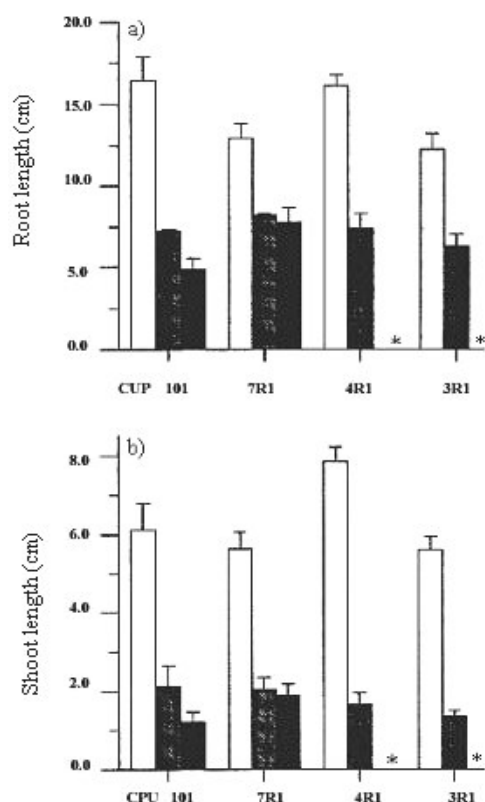 a)
Root length (cm)
20.0
15.0
10.0
5.0
0.0
* *
CUP 101 7R1 4R1 3R1
b)
Shoot length (cm)
8.0
6.0
4.0
2.0
0.0
* *
CPU 101 7R1 4R1 3R1